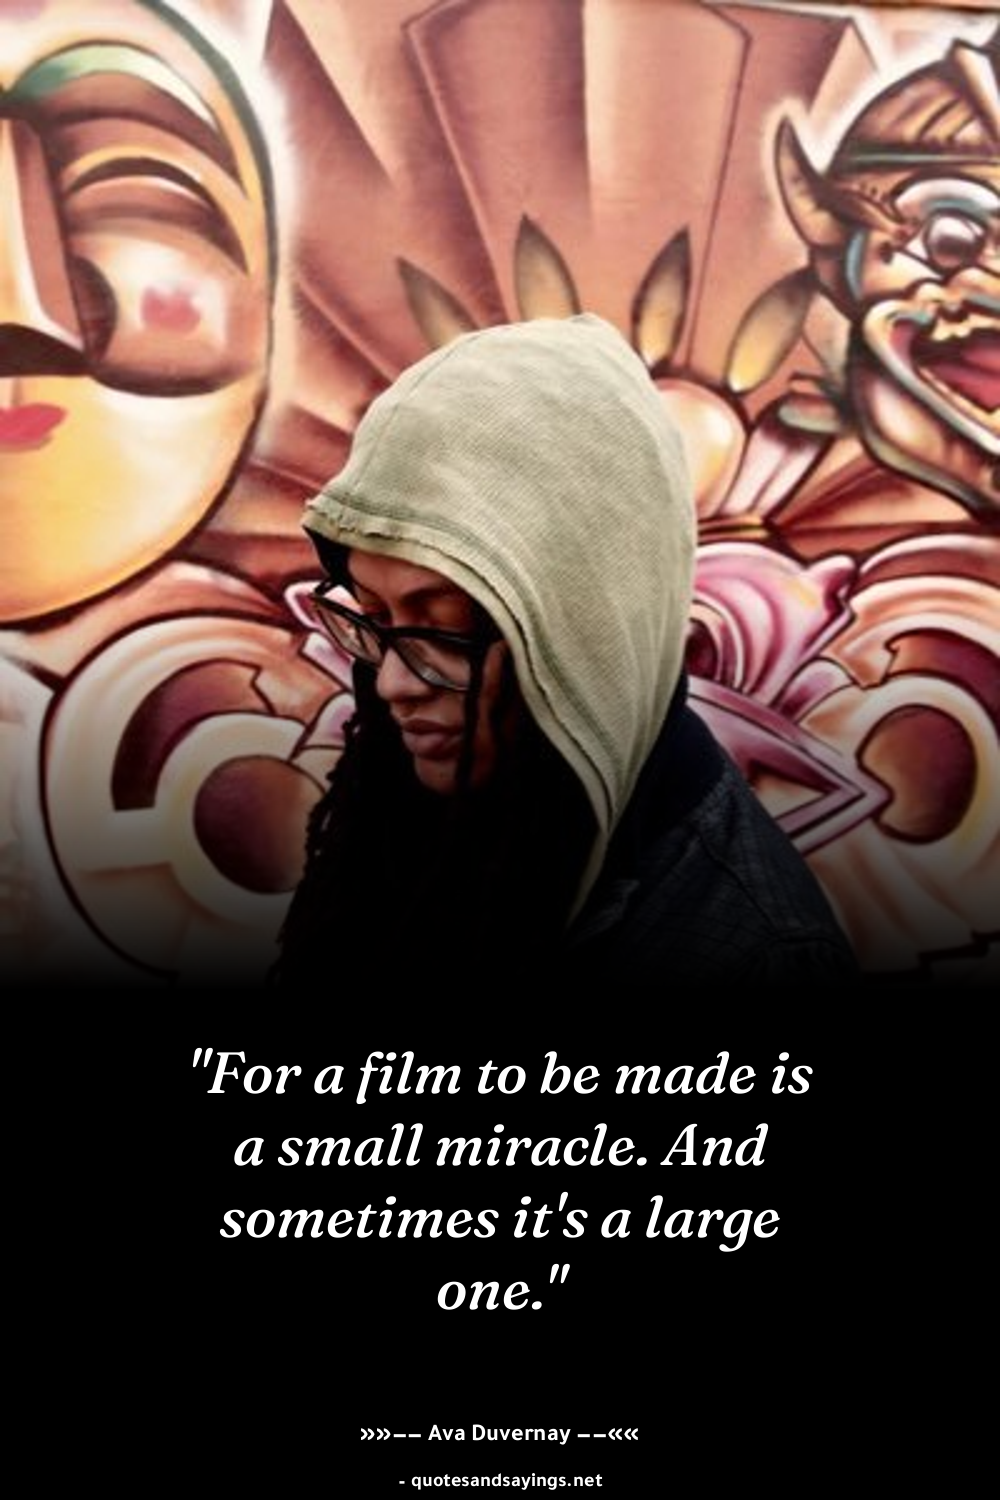 "For a film to be made is
a small miracle. And
sometimes it's a large
one."
»»—— Ava Duvernay ——««
- quotesandsayings.net